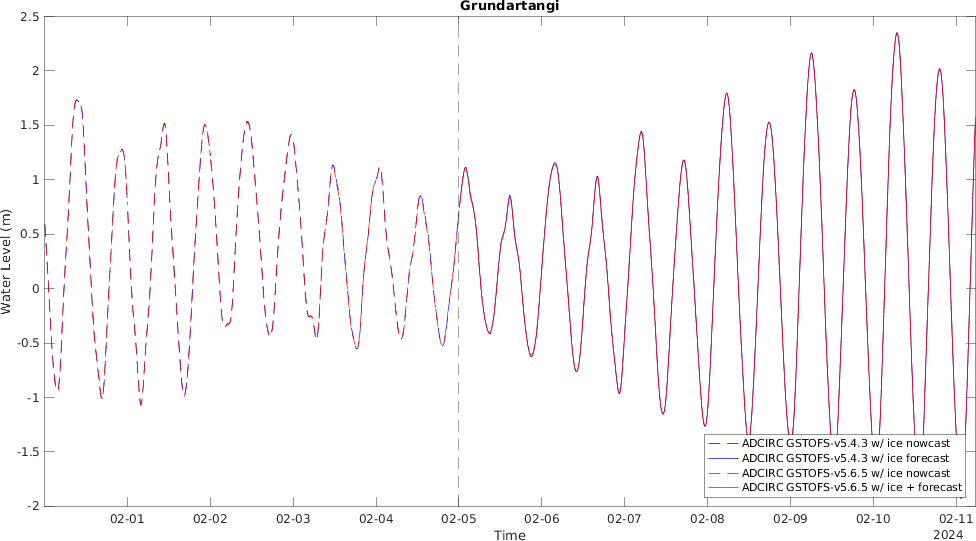 Grundartangi
2.5
2
1.5
1
0.5
0
-0.5
-1
-1.5
-2
Water Level (m)
ADCIRC GSTOFS-v5.4.3 w/ ice nowcast
ADCIRC GSTOFS-v5.4.3 w/ ice forecast
ADCIRC GSTOFS-v5.6.5 w/ ice nowcast
ADCIRC GSTOFS-v5.6.5 w/ ice + forecast
02-01 02-02 02-03 02-04 02-05 02-06 02-07 02-08 02-09 02-10 02-11
Time
2024